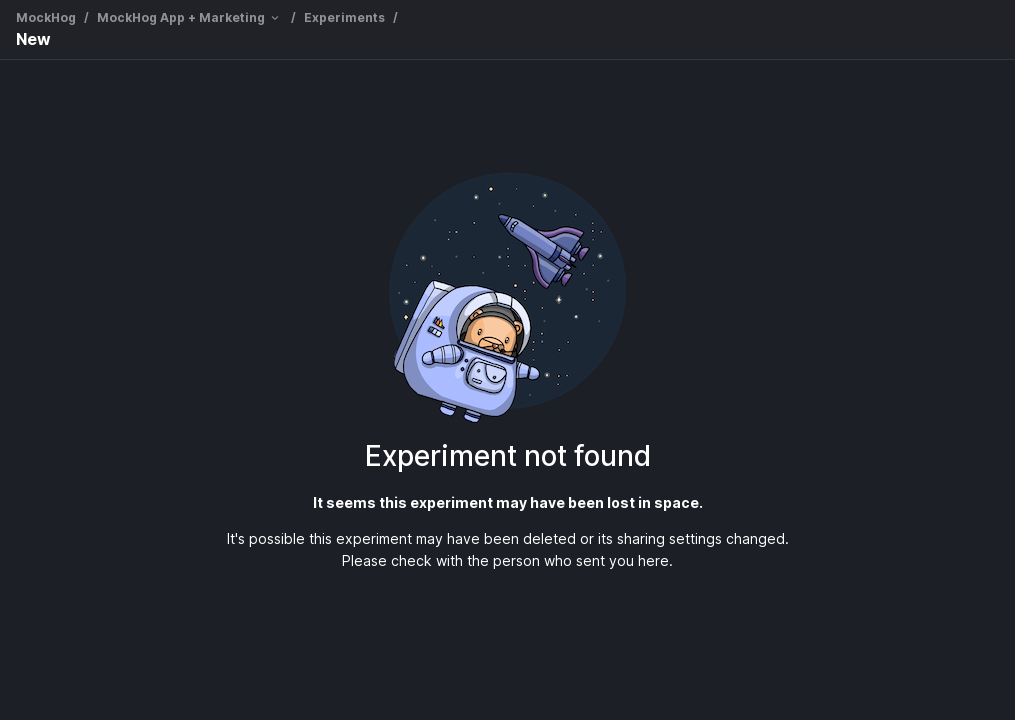 MockHog / MockHog App + Marketing / Experiments /
New
Experiment not found
It seems this experiment may have been lost in space.
It's possible this experiment may have been deleted or its sharing settings changed.
Please check with the person who sent you here.